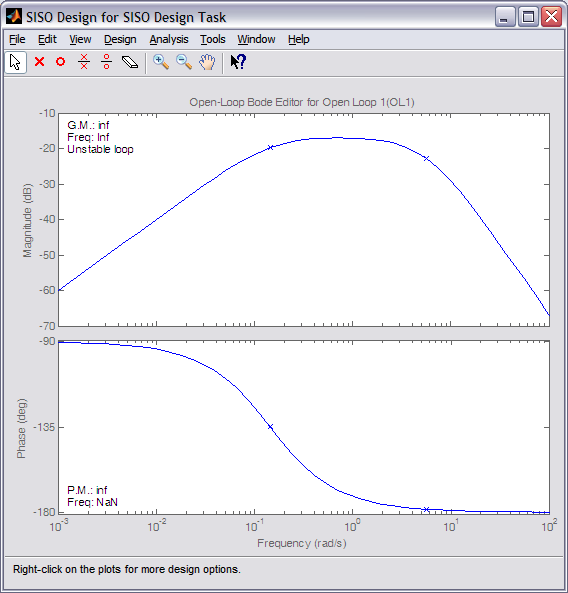 SISO Design for SISO Design Task
File Edit View Design Analysis Tools Window Help
Open-Loop Bode Editor for Open Loop 1(OL1)
-10
-20
-30
-40
-50
-60
-70
Magnitude (dB)
G.M.: inf
Freq: Inf
Unstable loop
-90
-135
-180
Phase (deg)
P.M.: inf
Freq: NaN
10^-3 10^-2 10^-1 10^0 10^1 10^2
Frequency (rad/s)
Right-click on the plots for more design options.